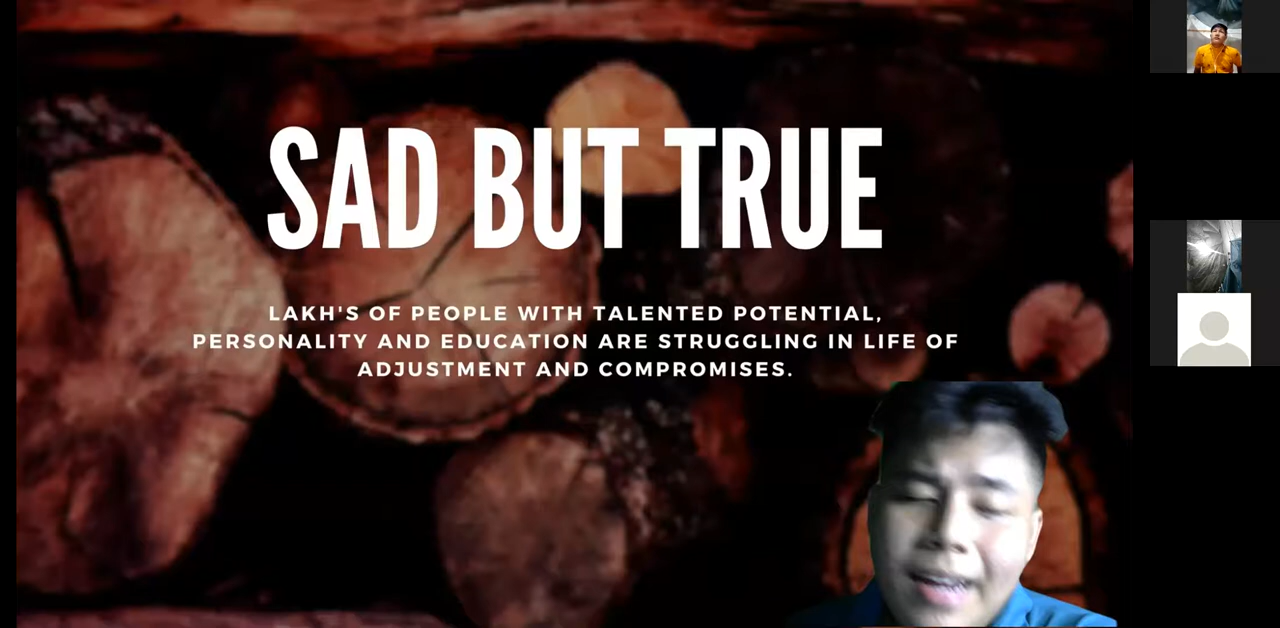 SAD BUT TRUE
LAKH'S OF PEOPLE WITH TALENTED POTENTIAL,
PERSONALITY AND EDUCATION ARE STRUGGLING IN LIFE OF
ADJUSTMENT AND COMPROMISES.